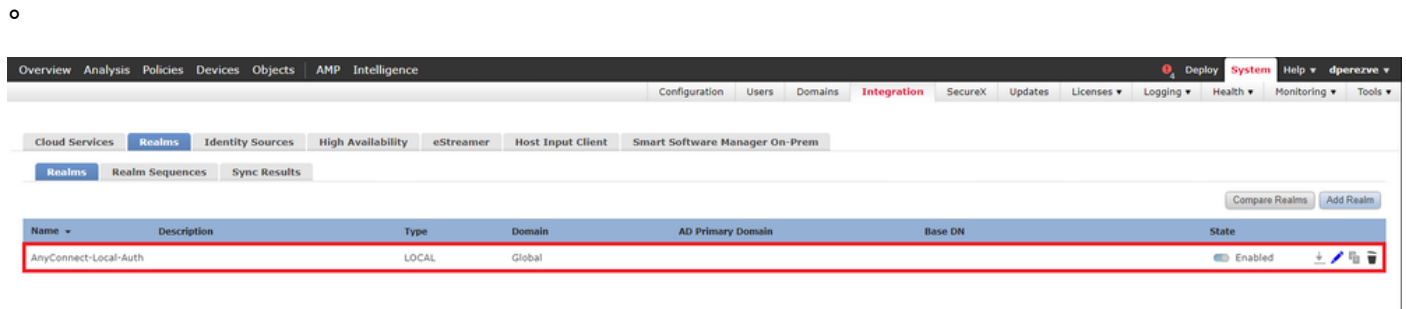 。
Overview Analysis Policies Devices Objects AMP Intelligence 4 Deploy System Help dperezve
Configuration Users Domains Integration SecureX Updates Licenses Logging Health Monitoring Tools
Cloud Services Realms Identity Sources High Availability eStreamer Host Input Client Smart Software Manager On-Prem
Realms Realm Sequences Sync Results
Compare Realms Add Realm
Name Description Type Domain AD Primary Domain Base DN State
AnyConnect-Local-Auth LOCAL Global Enabled